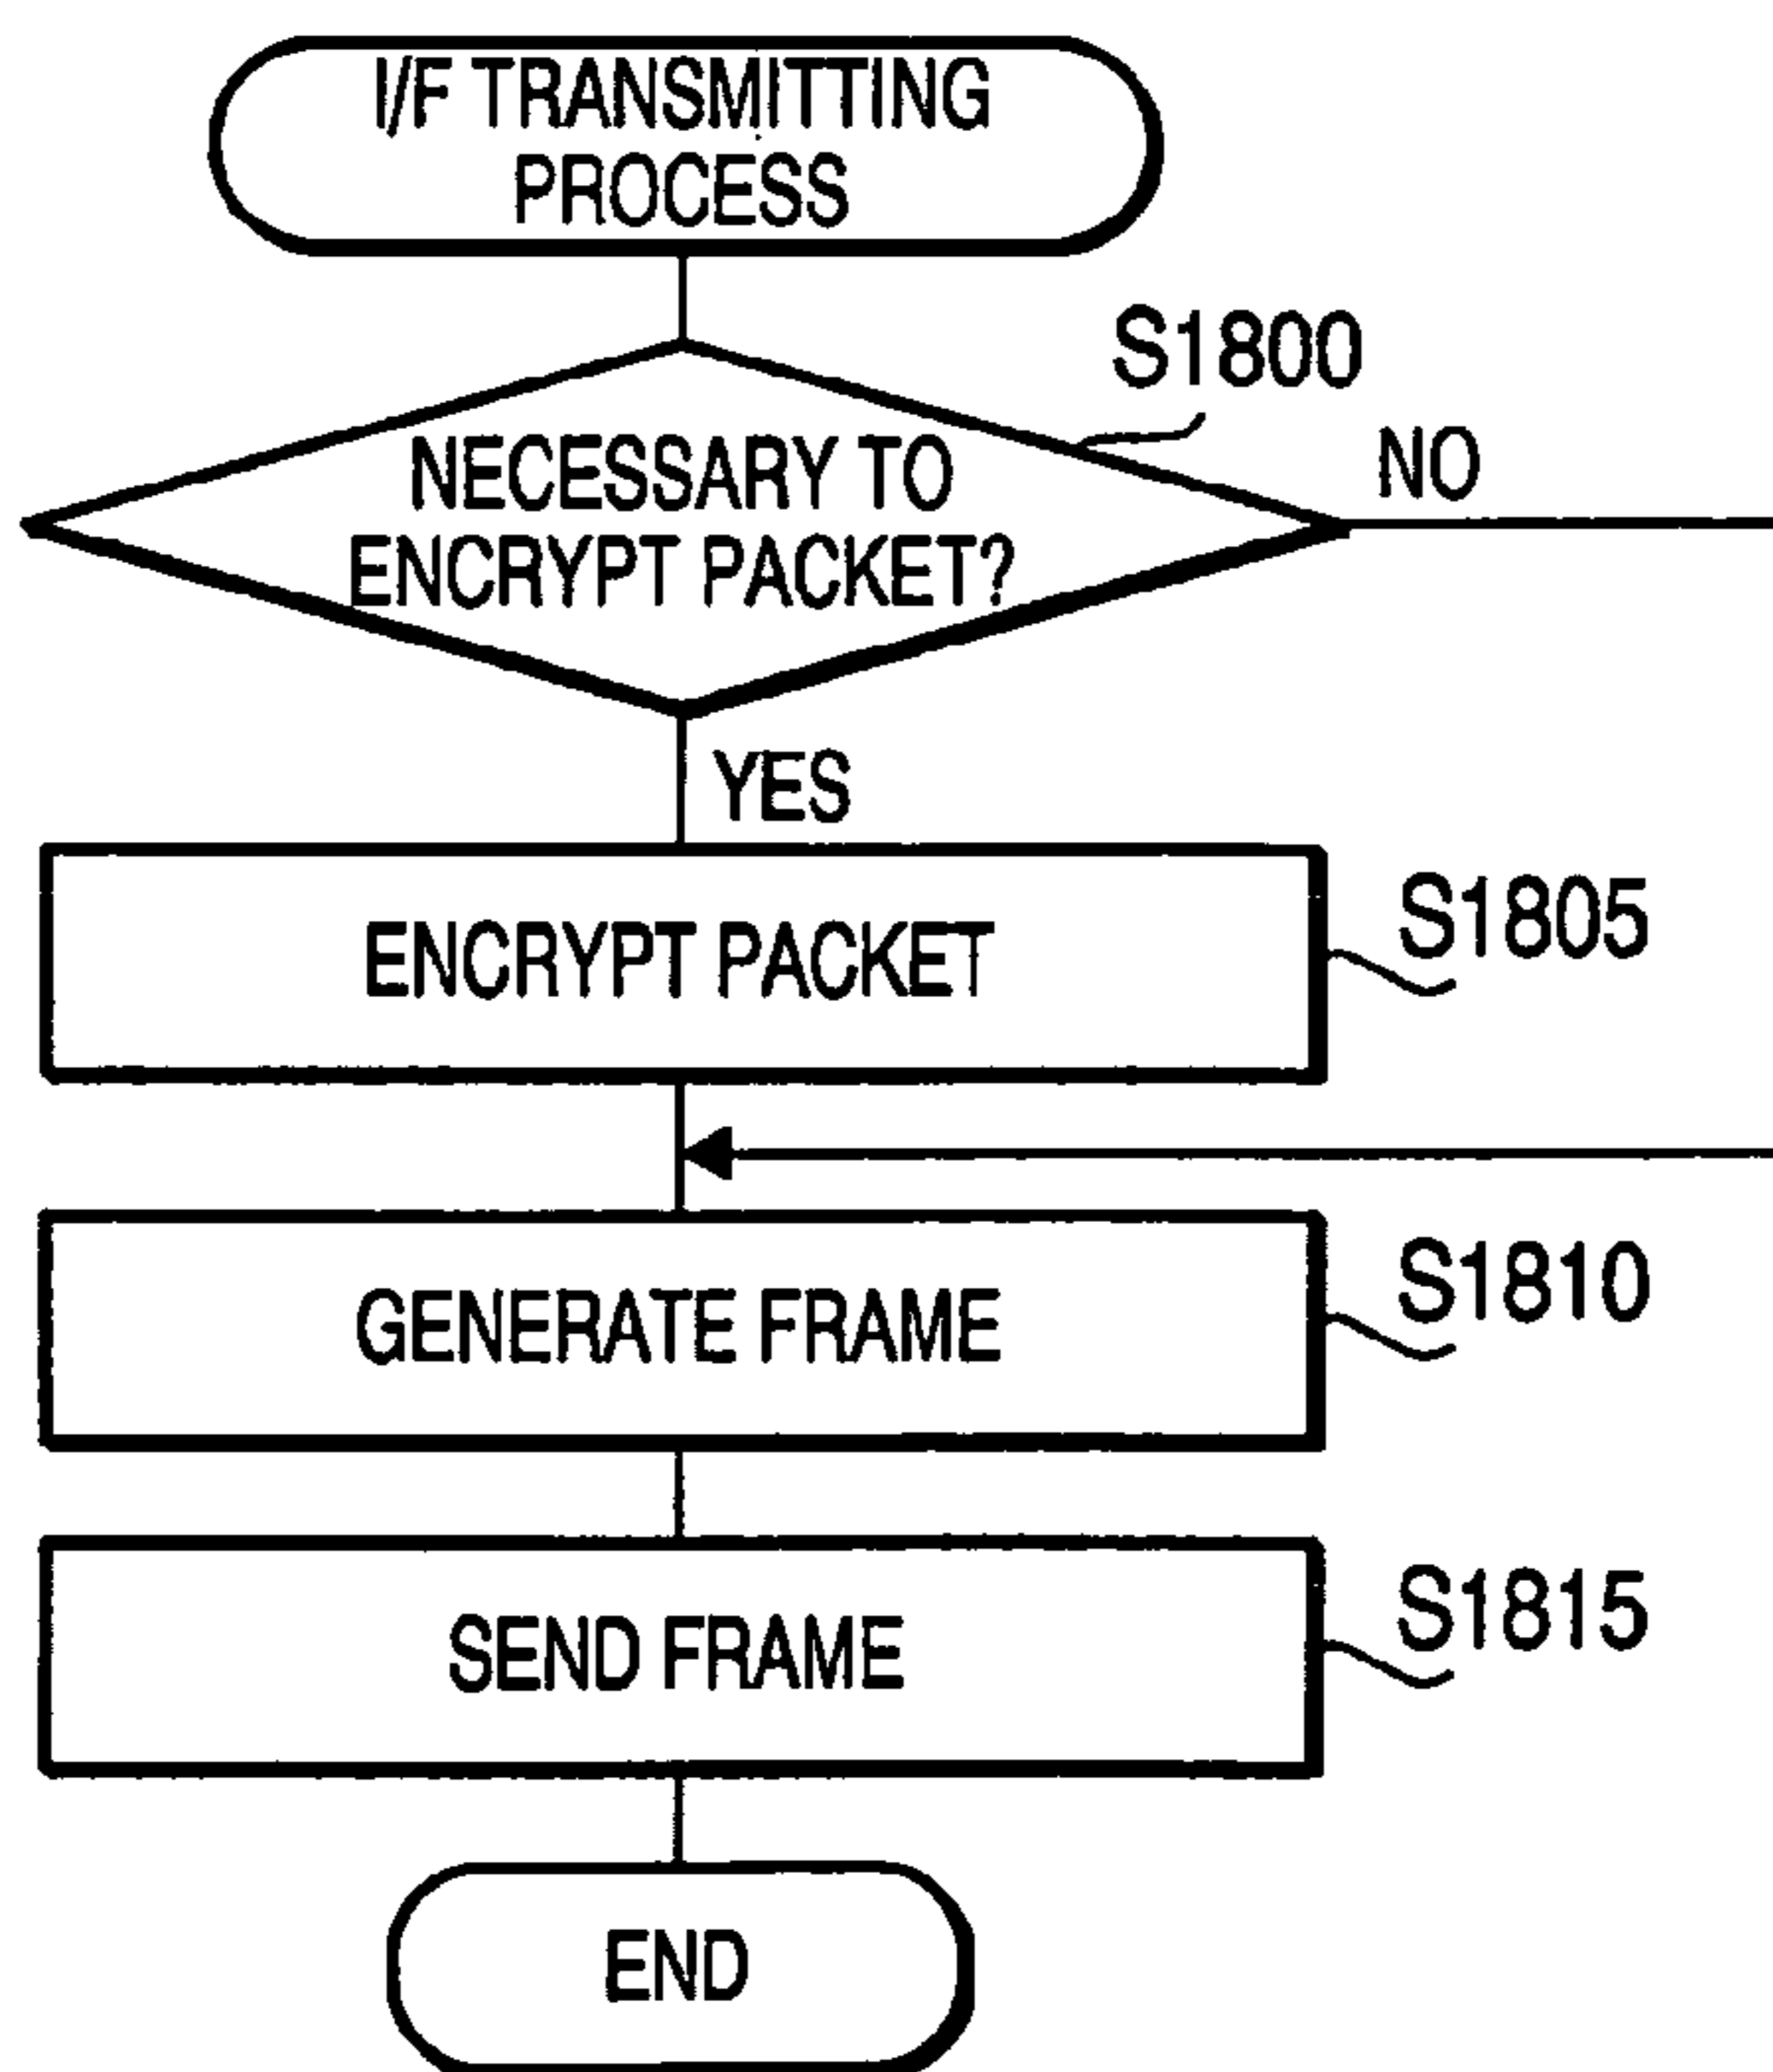 I/F TRANSMITTING
PROCESS
S1800
NECESSARY TO
ENCRYPT PACKET?
NO
YES
ENCRYPT PACKET
S1805
GENERATE FRAME
S1810
SEND FRAME
S1815
END